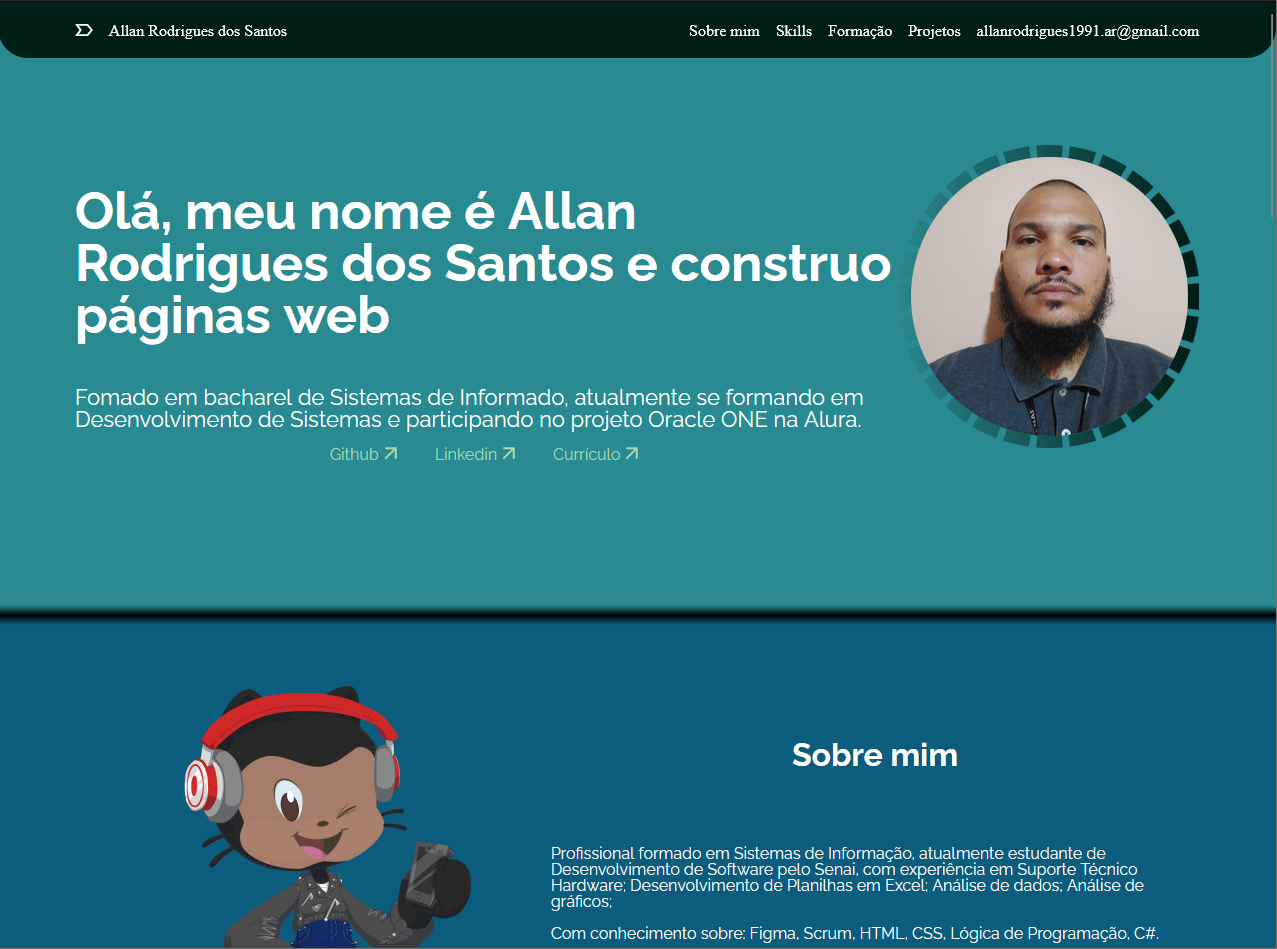 Allan Rodrigues dos Santos
Sobre mim Skills Formação Projetos allanrodrigues1991.ar@gmail.com
Olá, meu nome é Allan
Rodrigues dos Santos e construo
páginas web
Fomado em bacharel de Sistemas de Informado, atualmente se formando em
Desenvolvimento de Sistemas e participando no projeto Oracle ONE na Alura.
Github Linkedin Currículo
Sobre mim
Profissional formado em Sistemas de Informação, atualmente estudante de
Desenvolvimento de Software pelo Senai, com experiência em Suporte Técnico
Hardware; Desenvolvimento de Planilhas em Excel; Análise de dados; Análise de
gráficos;
Com conhecimento sobre: Figma, Scrum, HTML, CSS, Lógica de Programação, C#.